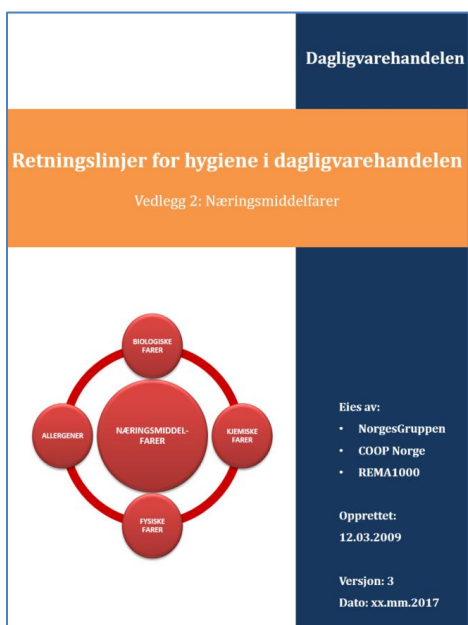 Dagligvarehandelen
Retningslinjer for hygiene i dagligvarehandelen
Vedlegg 2: Næringsmiddelfarer
BIOLOGISKE
FARER
ALLERGENER
NÆRINGSMIDDEL-
FARER
KJEMISKE
FARER
FYSISKE
FARER
Eies av:
• NorgesGruppen
• COOP Norge
• REMA1000
Opprettet:
12.03.2009
Versjon: 3
Dato: xx.mm.2017